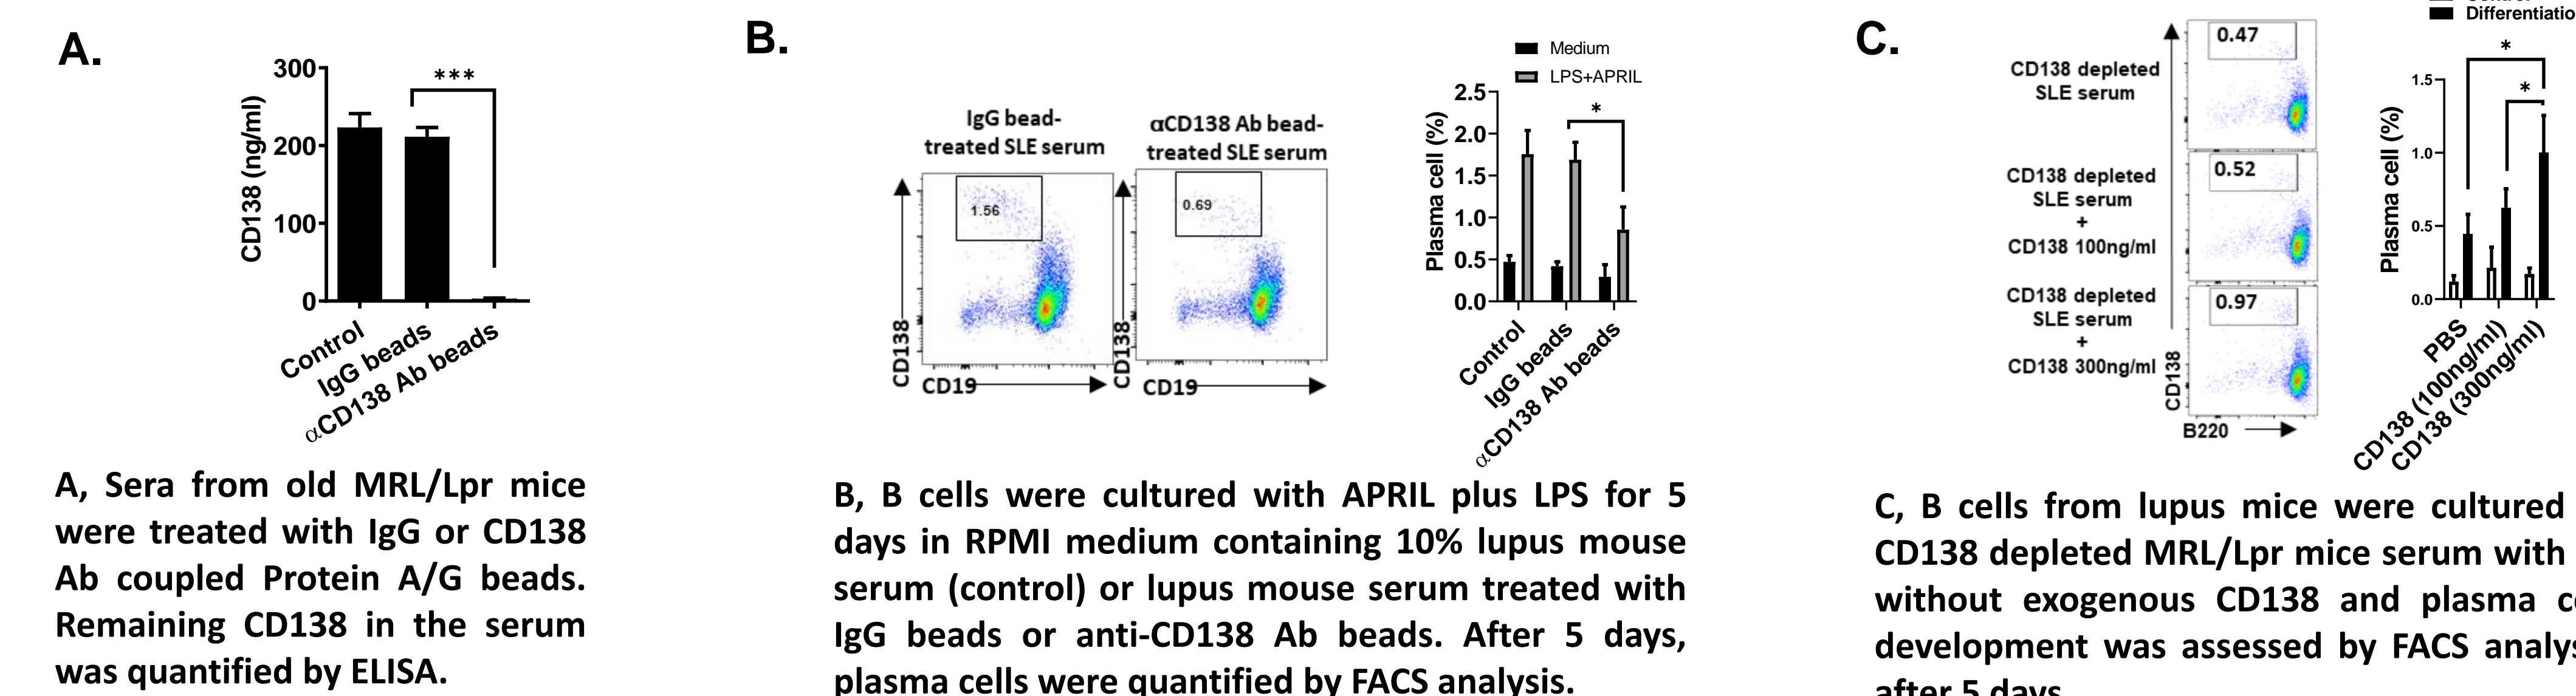 A.
300
200
100
0
CD138 (ng/ml)
***
Control
IgG beads
αCD138 Ab beads
A, Sera from old MRL/Lpr mice
were treated with IgG or CD138
Ab coupled Protein A/G beads.
Remaining CD138 in the serum
was quantified by ELISA.
B.
IgG bead-
treated SLE serum
1.56
CD138
CD19
αCD138 Ab bead-
treated SLE serum
0.69
CD138
CD19
Medium
LPS+APRIL
2.5
2.0
1.5
1.0
0.5
0.0
Plasma cell (%)
*
Control
IgG beads
αCD138 Ab beads
B, B cells were cultured with APRIL plus LPS for 5
days in RPMI medium containing 10% lupus mouse
serum (control) or lupus mouse serum treated with
IgG beads or anti-CD138 Ab beads. After 5 days,
plasma cells were quantified by FACS analysis.
C.
CD138 depleted
SLE serum
0.47
CD138 depleted
SLE serum
+
CD138 100ng/ml
0.52
CD138 depleted
SLE serum
+
CD138 300ng/ml
0.97
CD138
B220
Differentiatio
*
*
1.5
1.0
0.5
0.0
Plasma cell (%)
PBS
CD138 (100ng/ml)
CD138 (300ng/ml)
C, B cells from lupus mice were cultured
CD138 depleted MRL/Lpr mice serum with
without exogenous CD138 and plasma ce
development was assessed by FACS analys
after 5 days